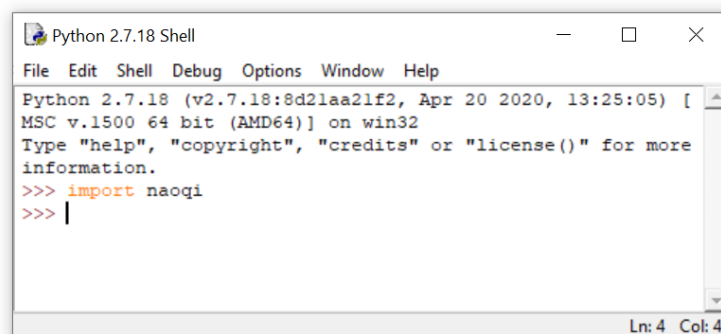 Python 2.7.18 Shell
File Edit Shell Debug Options Window Help
Python 2.7.18 (v2.7.18:8d21aa21f2, Apr 20 2020, 13:25:05) [
MSC v.1500 64 bit (AMD64)] on win32
Type "help", "copyright", "credits" or "license()" for more
information.
>>> import naoqi
>>>
Ln: 4 Col: 4